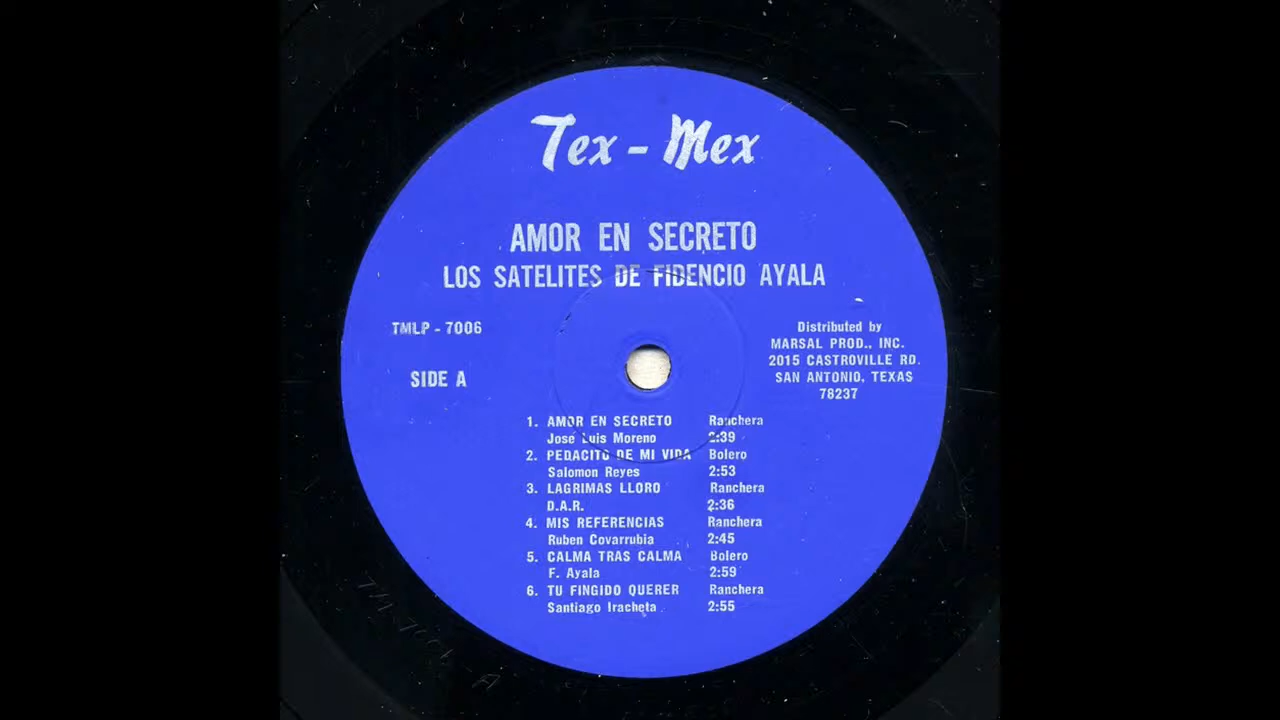 Tex - Mex
AMOR EN SECRETO
LOS SATELITES DE FIDENCIO AYALA
TMLP - 7006
SIDE A
Distributed by
MARSAL PROD., INC.
2015 CASTROVILLE RD.
SAN ANTONIO, TEXAS
78237
1. AMOR EN SECRETO Ranchera
José Luis Moreno 2:39
2. PEDACITO DE MI VIDA Bolero
Salomon Reyes 2:53
3. LAGRIMAS LLORO Ranchera
D.A.R. 2:36
4. MIS REFERENCIAS Ranchera
Ruben Covarrubia 2:45
5. CALMA TRAS CALMA Bolero
F. Ayala 2:59
6. TU FINGIDO QUERER Ranchera
Santiago Iracheta 2:55